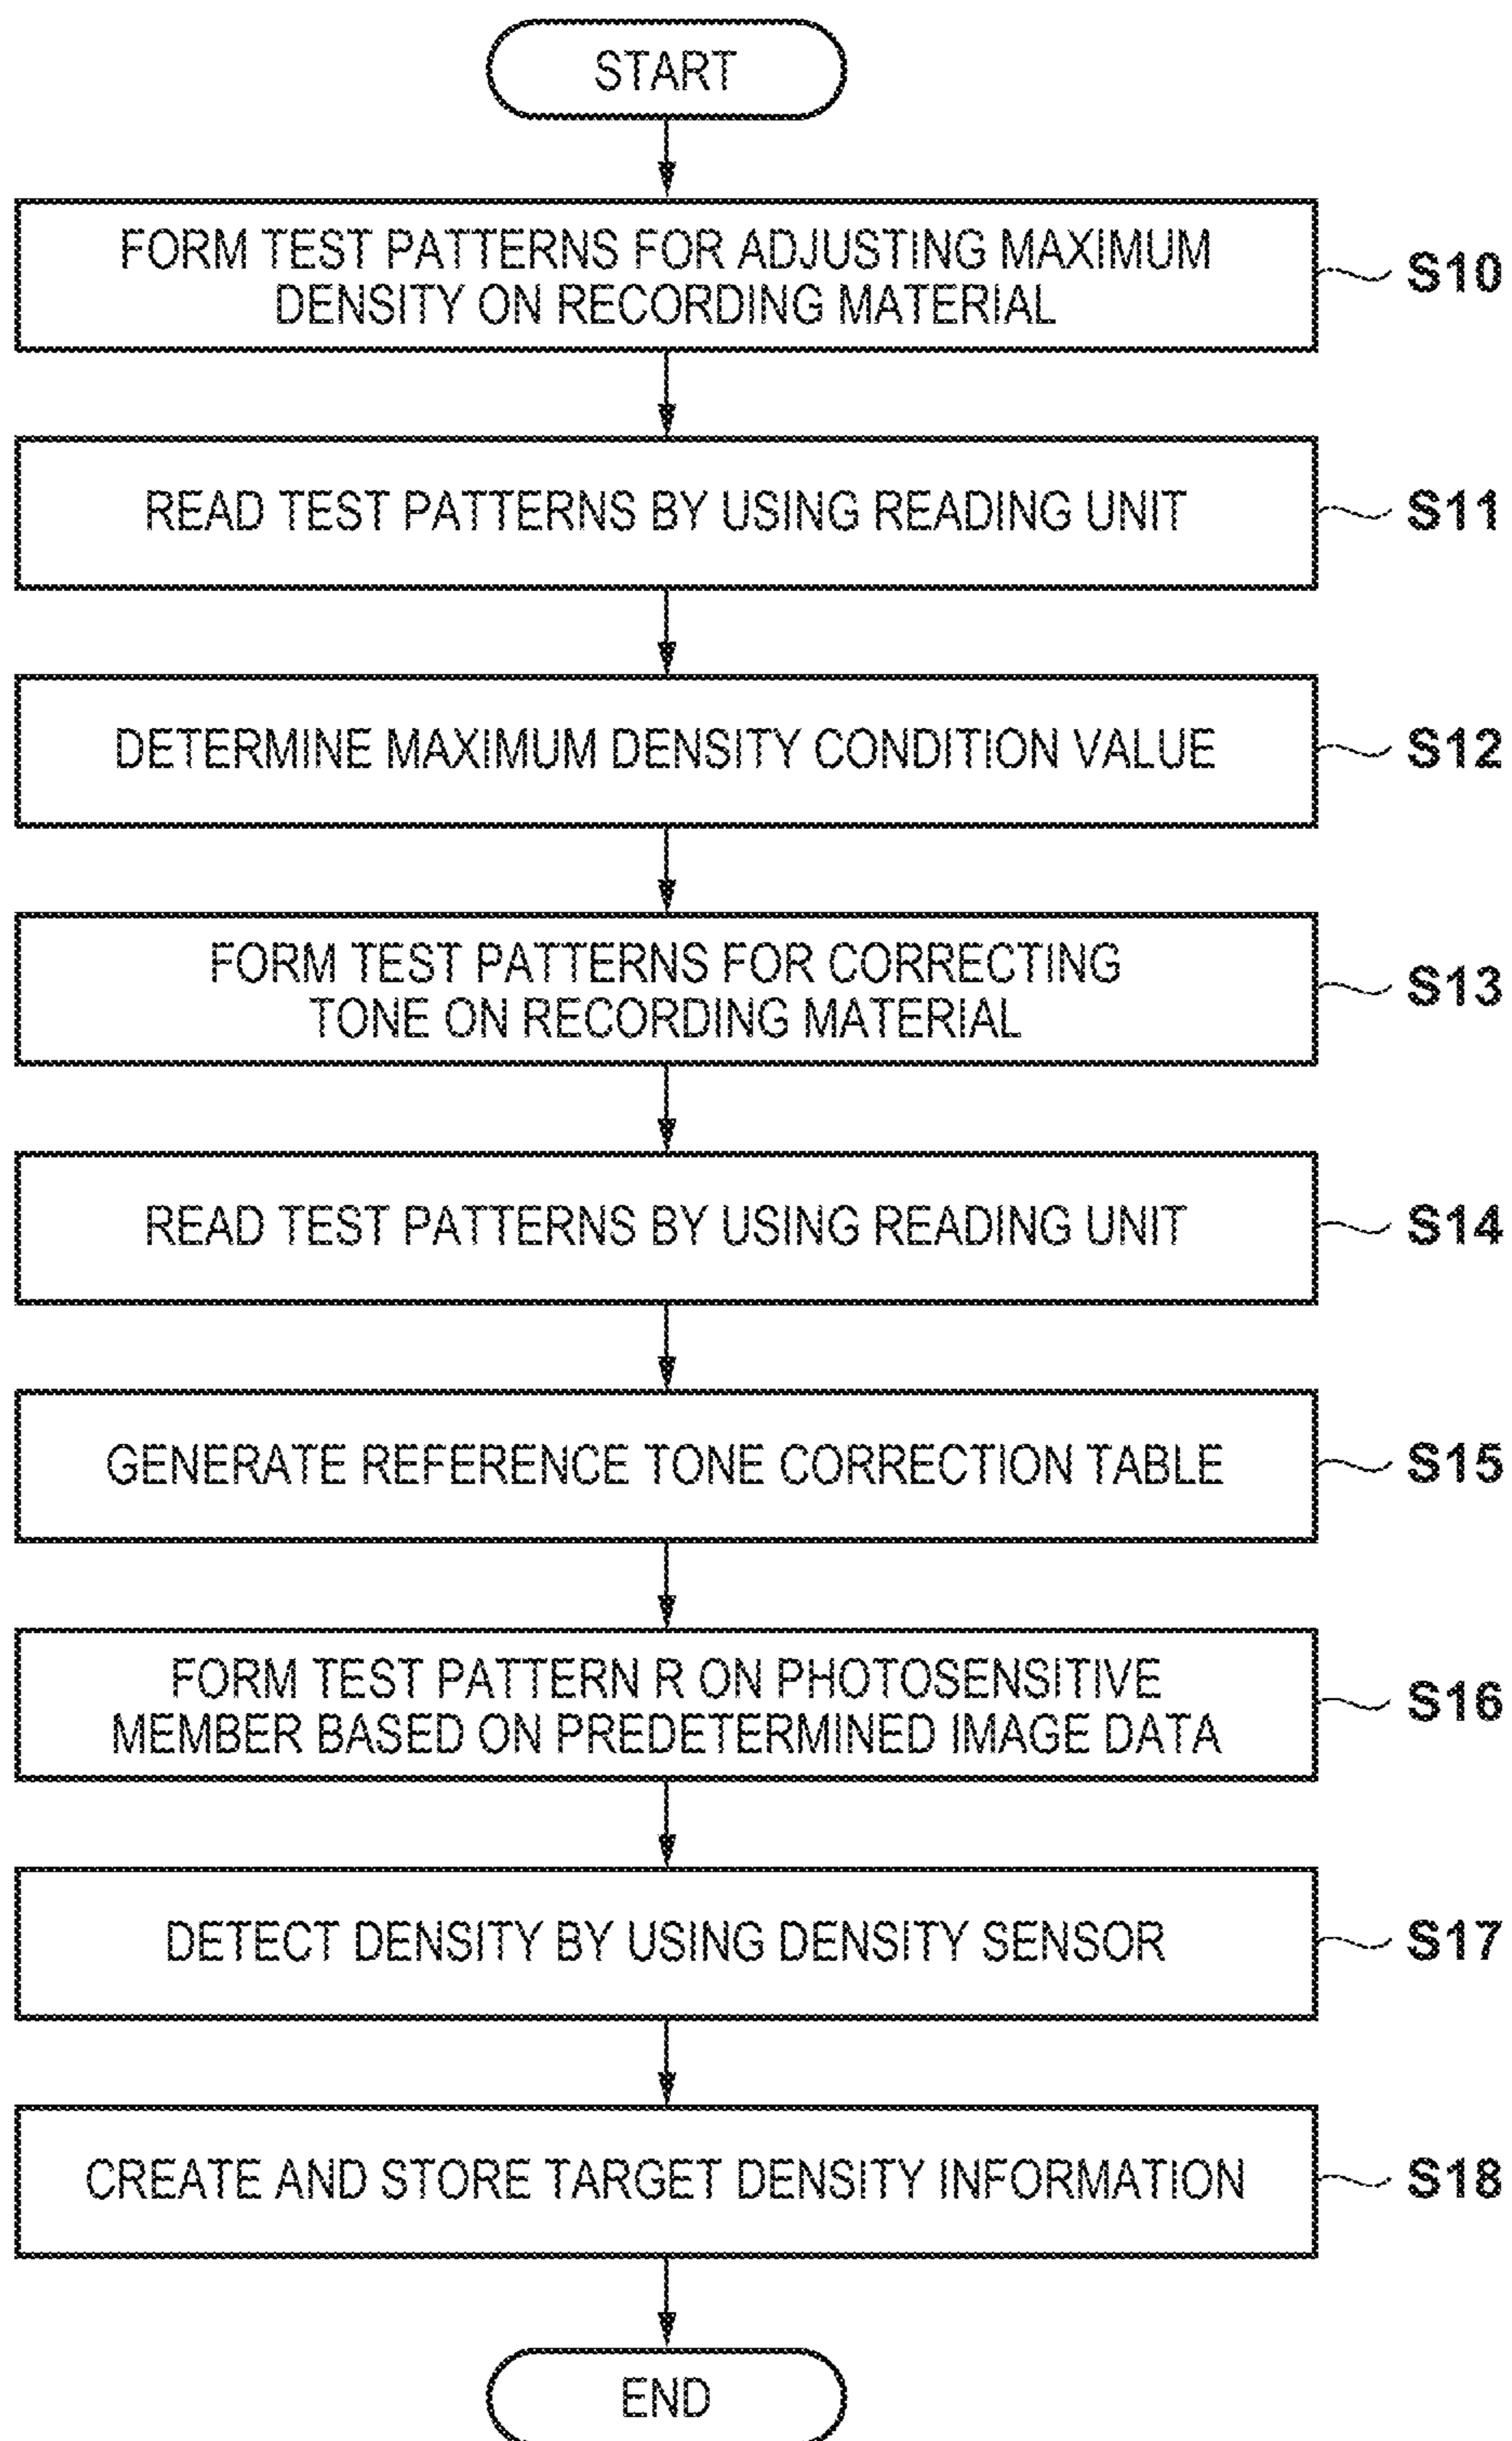 START
FORM TEST PATTERNS FOR ADJUSTING MAXIMUM
DENSITY ON RECORDING MATERIAL
S10
READ TEST PATTERNS BY USING READING UNIT
S11
DETERMINE MAXIMUM DENSITY CONDITION VALUE
S12
FORM TEST PATTERNS FOR CORRECTING
TONE ON RECORDING MATERIAL
S13
READ TEST PATTERNS BY USING READING UNIT
S14
GENERATE REFERENCE TONE CORRECTION TABLE
S15
FORM TEST PATTERN R ON PHOTOSENSITIVE
MEMBER BASED ON PREDETERMINED IMAGE DATA
S16
DETECT DENSITY BY USING DENSITY SENSOR
S17
CREATE AND STORE TARGET DENSITY INFORMATION
S18
END